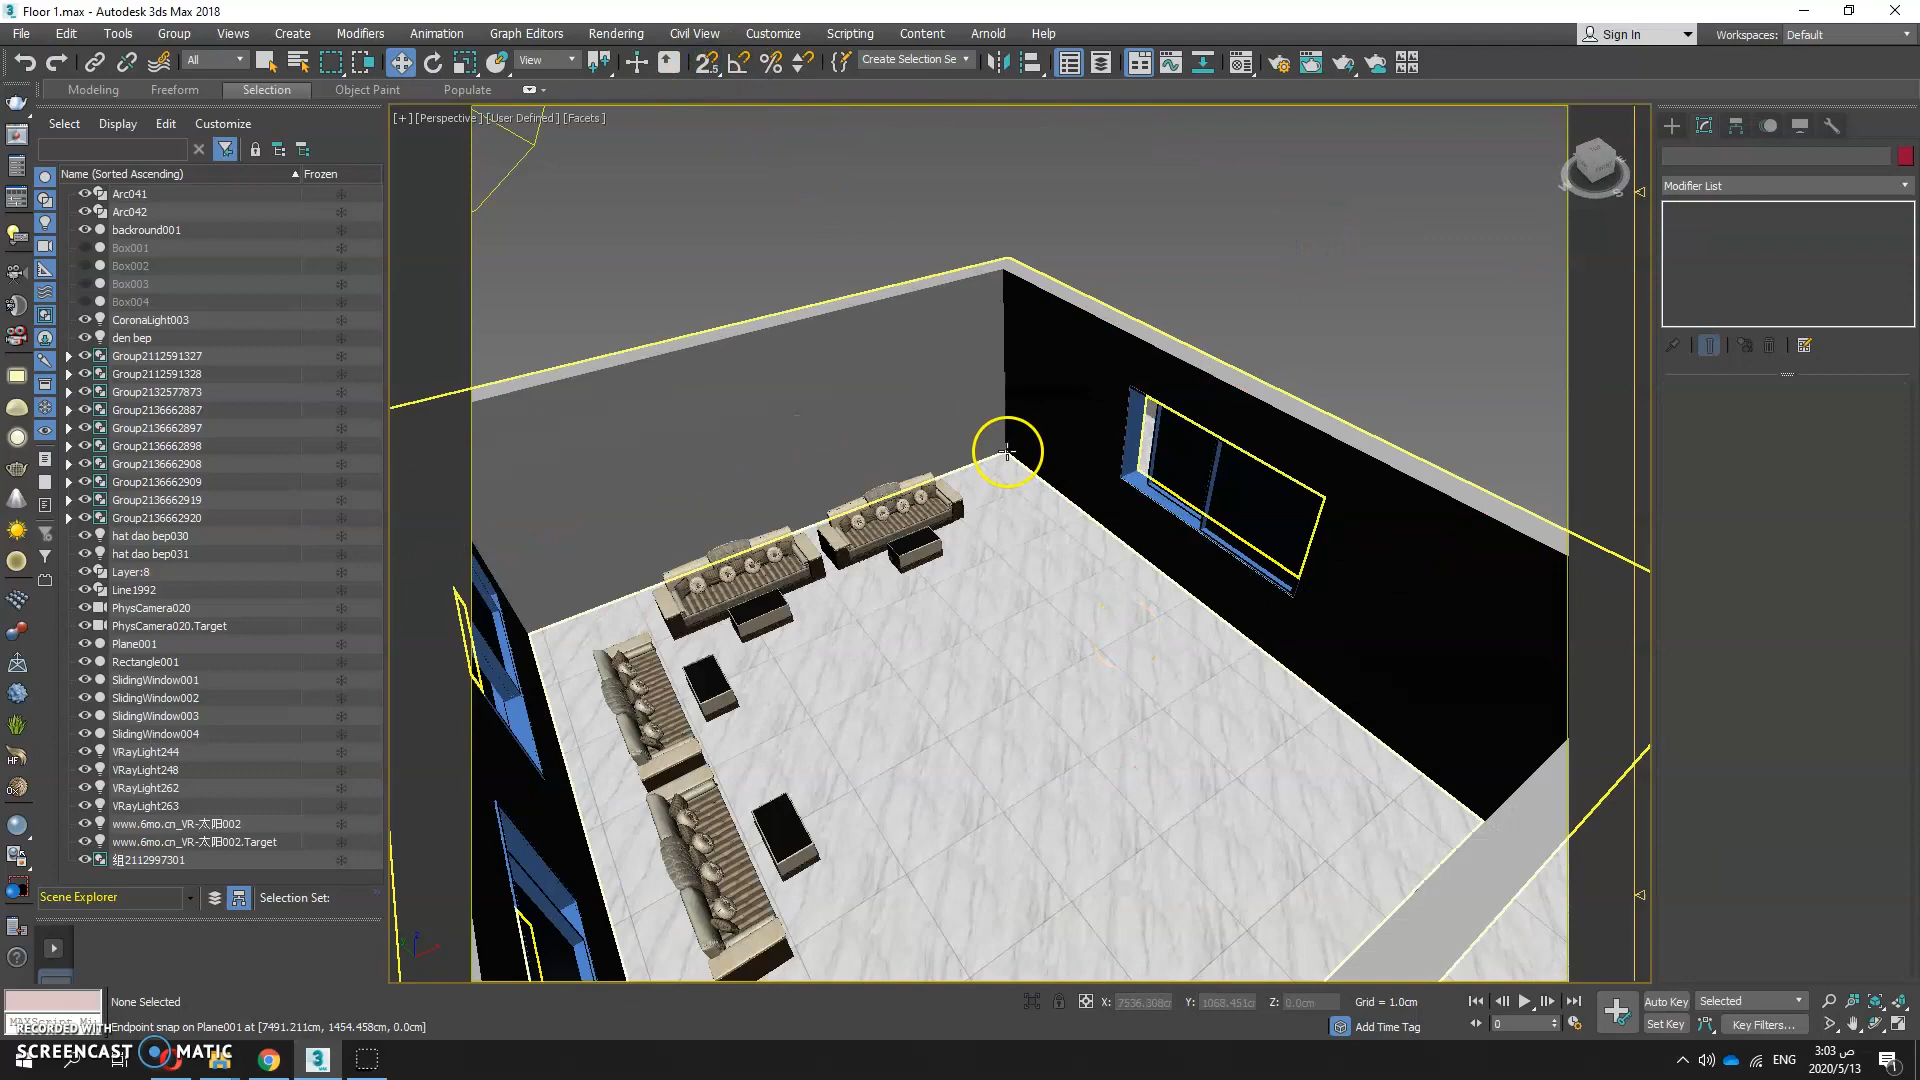 Floor 1.max - Autodesk 3ds Max 2018
File Edit Tools Group Views Create Modifiers Animation Graph Editors Rendering Civil View Customize Scripting Content Arnold Help
Sign In Workspaces: Default
All View Create Selection Se
Modeling Freeform Selection Object Paint Populate
Select Display Edit Customize
[+] [Perspective] [User Defined] [Facets]
Name (Sorted Ascending) Frozen
Modifier List
Arc041
Arc042
backround001
Box001
Box002
Box003
Box004
CoronaLight003
den bep
Group2112591327
Group2112591328
Group2132577873
Group2136662887
Group2136662897
Group2136662898
Group2136662908
Group2136662909
Group2136662919
Group2136662920
hat dao bep030
hat dao bep031
Layer:8
Line1992
PhysCamera020
PhysCamera020.Target
Plane001
Rectangle001
SlidingWindow001
SlidingWindow002
SlidingWindow003
SlidingWindow004
VRayLight244
VRayLight248
VRayLight262
VRayLight263
www.6mo.cn_VR-太阳002
www.6mo.cn_VR-太阳002.Target
组2112997301
Scene Explorer Selection Set:
None Selected X: 7536.308cm Y: 1068.451cm Z: 0.0cm Grid = 1.0cm Auto Key Selected
Endpoint snap on Plane001 at [7491.211cm, 1454.458cm, 0.0cm] Add Time Tag 0 Set Key Key Filters...
MAXScript Mi
RECORDED WITH
SCREENCAST MATIC
ENG
3:03 ص
2020/5/13